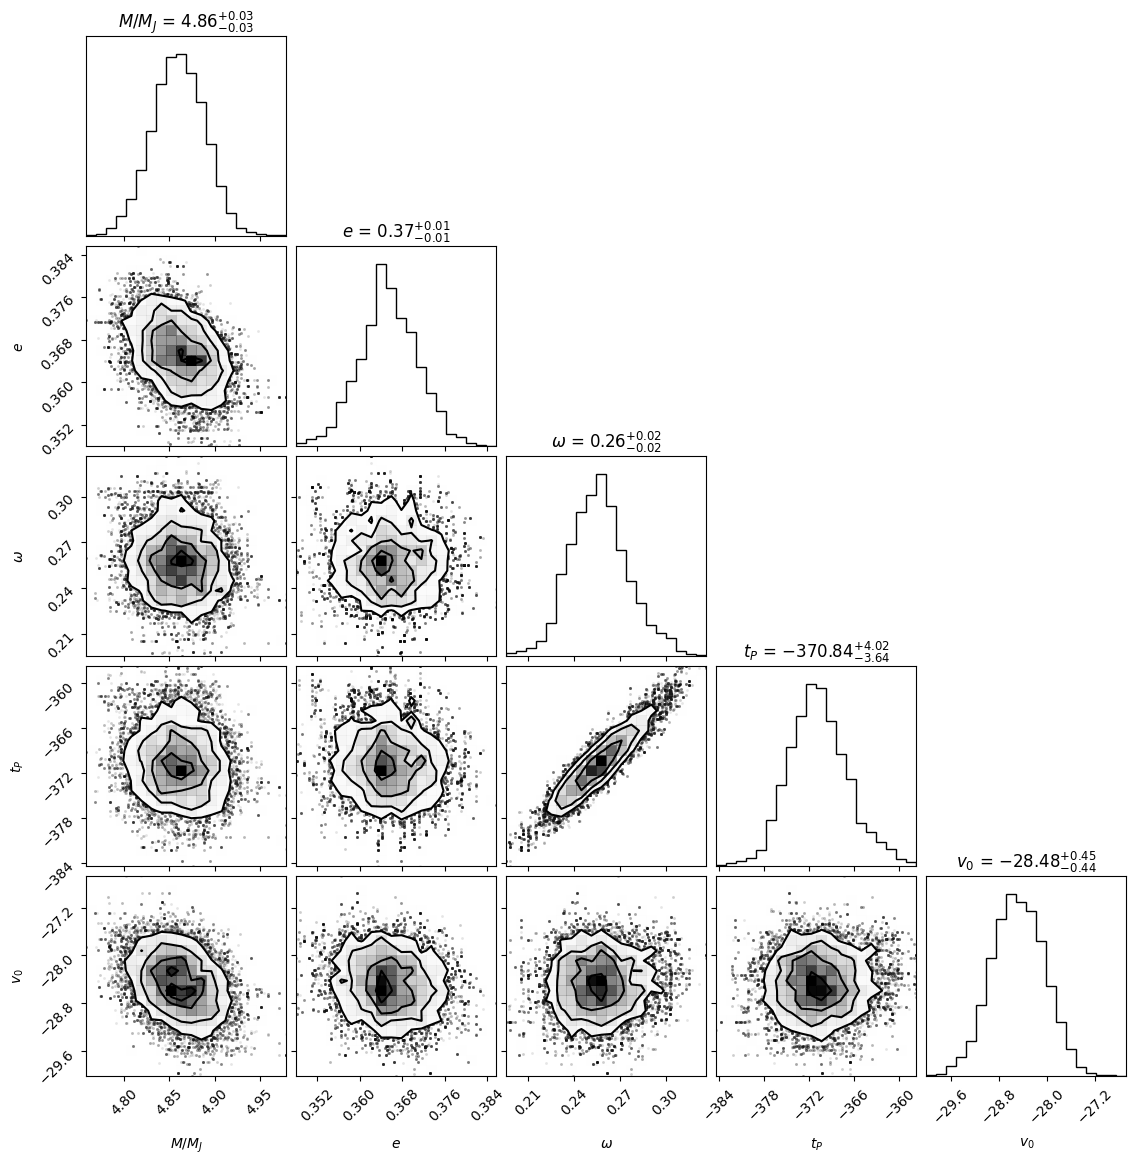 M/M_J = 4.86^{+0.03}_{-0.03}
e = 0.37^{+0.01}_{-0.01}
0.384
0.376
0.368
0.360
0.352
e
ω = 0.26^{+0.02}_{-0.02}
0.30
0.27
0.24
0.21
ω
t_P = −370.84^{+4.02}_{-3.64}
−360
−366
−372
−378
−384
t_P
v_0 = −28.48^{+0.45}_{-0.44}
−27.2
−28.0
−28.8
−29.6
v_0
4.80 4.85 4.90 4.95 0.352 0.360 0.368 0.376 0.384 0.21 0.24 0.27 0.30 −384 −378 −372 −366 −360 −29.6 −28.8 −28.0 −27.2
M/M_J e ω t_P v_0